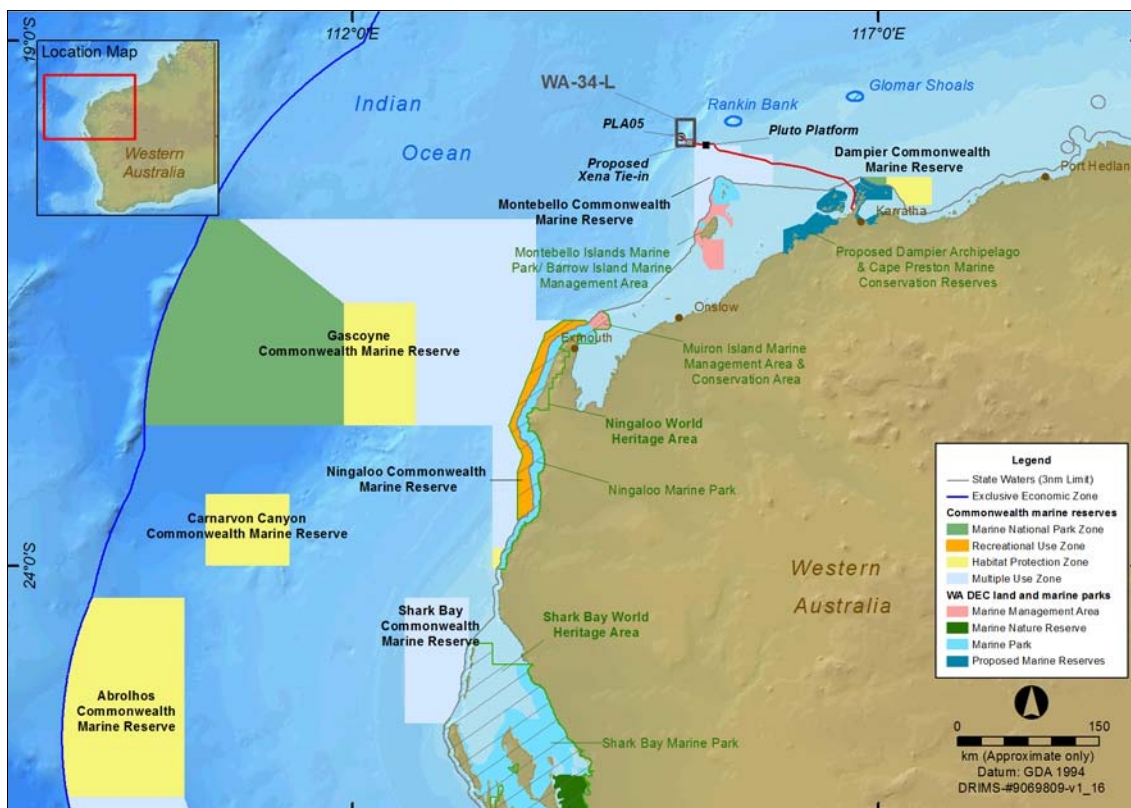 112°0'E
117°0'E
19°0'S
Location Map
Western
Australia
WA-34-L
Glomar Shoals
Indian
Ocean
Rankin Bank
PLA05
Pluto Platform
Proposed
Xena Tie-in
Dampier Commonwealth
Marine Reserve
Port Hedland
Montebello Commonwealth
Marine Reserve
Karratha
Montebello Islands Marine
Park/ Barrow Island Marine
Management Area
Proposed Dampier Archipelago
& Cape Preston Marine
Conservation Reserves
Onslow
Gascoyne
Commonwealth Marine Reserve
Exmouth
Muiron Island Marine
Management Area &
Conservation Area
Ningaloo World
Heritage Area
Ningaloo Commonwealth
Marine Reserve
Ningaloo Marine Park
Carnarvon Canyon
Commonwealth Marine Reserve
24°0'S
Western
Australia
Shark Bay
Commonwealth
Marine Reserve
Shark Bay World
Heritage Area
Abrolhos
Commonwealth
Marine Reserve
Shark Bay Marine Park
Legend
State Waters (3nm Limit)
Exclusive Economic Zone
Commonwealth marine reserves
Marine National Park Zone
Recreational Use Zone
Habitat Protection Zone
Multiple Use Zone
WA DEC land and marine parks
Marine Management Area
Marine Nature Reserve
Marine Park
Proposed Marine Reserves
0 150
km (Approximate only)
Datum: GDA 1994
DRIMS-#9069809-v1_16